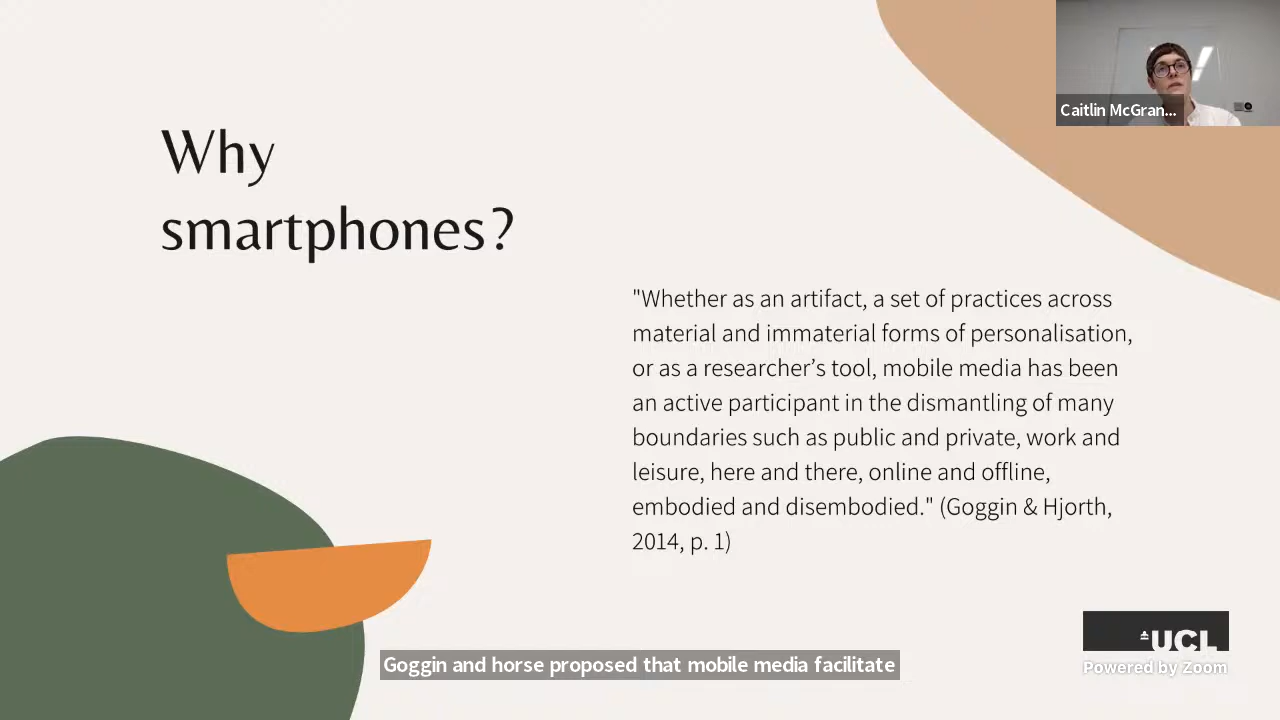 Why
smartphones?
"Whether as an artifact, a set of practices across
material and immaterial forms of personalisation,
or as a researcher’s tool, mobile media has been
an active participant in the dismantling of many
boundaries such as public and private, work and
leisure, here and there, online and offline,
embodied and disembodied." (Goggin & Hjorth,
2014, p. 1)
Caitlin McGran...
UCL
Powered by Zoom
Goggin and horse proposed that mobile media facilitate